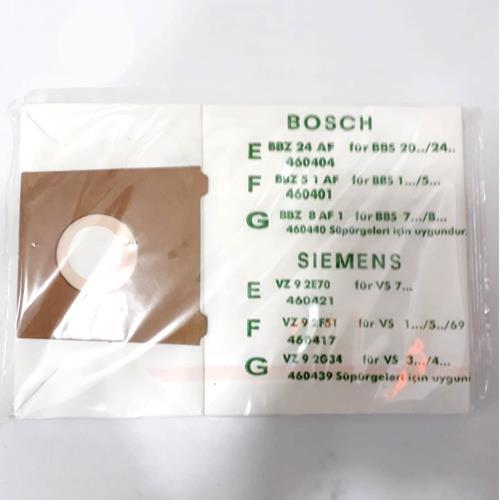 BOSCH
E BBZ 24 AF für BBS 20../24..
460404
F BBZ 5 1 AF für BBS 1.../5...
460401
G BBZ 8 AF 1 für BBS 7.../8...
460440 Süpürgeleri için uygundur.
SIEMENS
E VZ 9 2E70 für VS 7...
460421
F VZ 9 2F51 für VS 1.../5../69
460417
G VZ 9 2G34 für VS 3.../4...
460439 Süpürgeleri için uygun